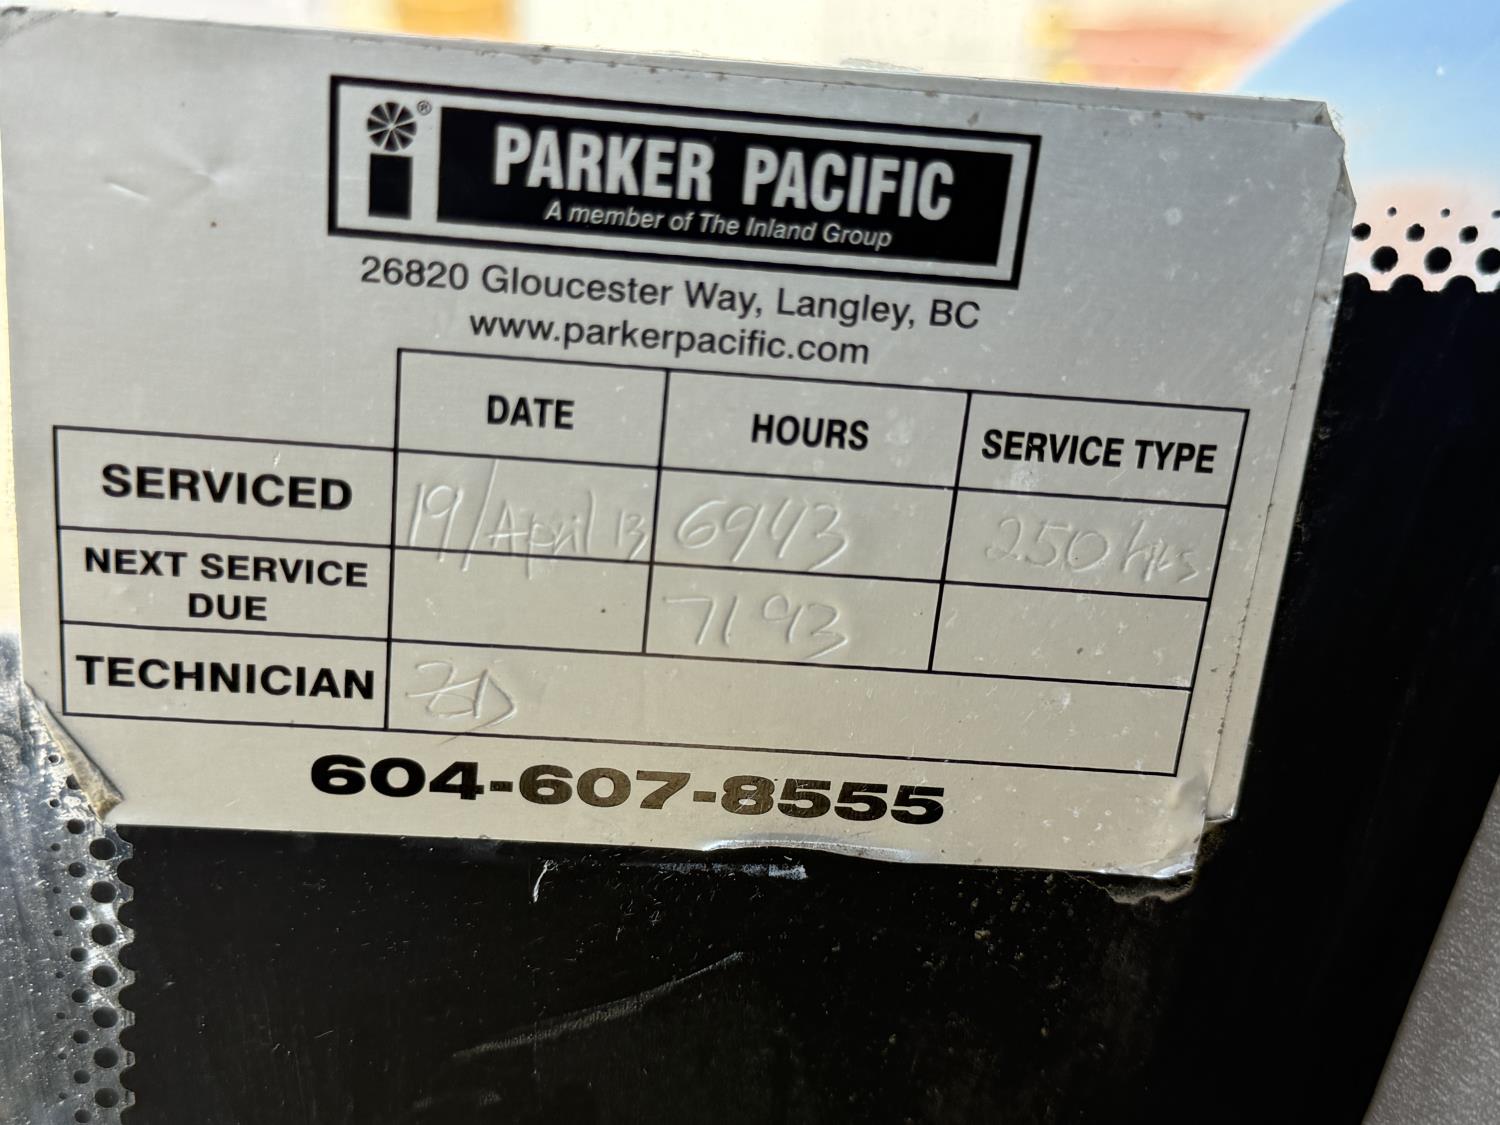 ®
PARKER PACIFIC
A member of The Inland Group
26820 Gloucester Way, Langley, BC
www.parkerpacific.com
DATE HOURS SERVICE TYPE
SERVICED 19/April 13 6943 250 hrs
NEXT SERVICE DUE 7193
TECHNICIAN
604-607-8555